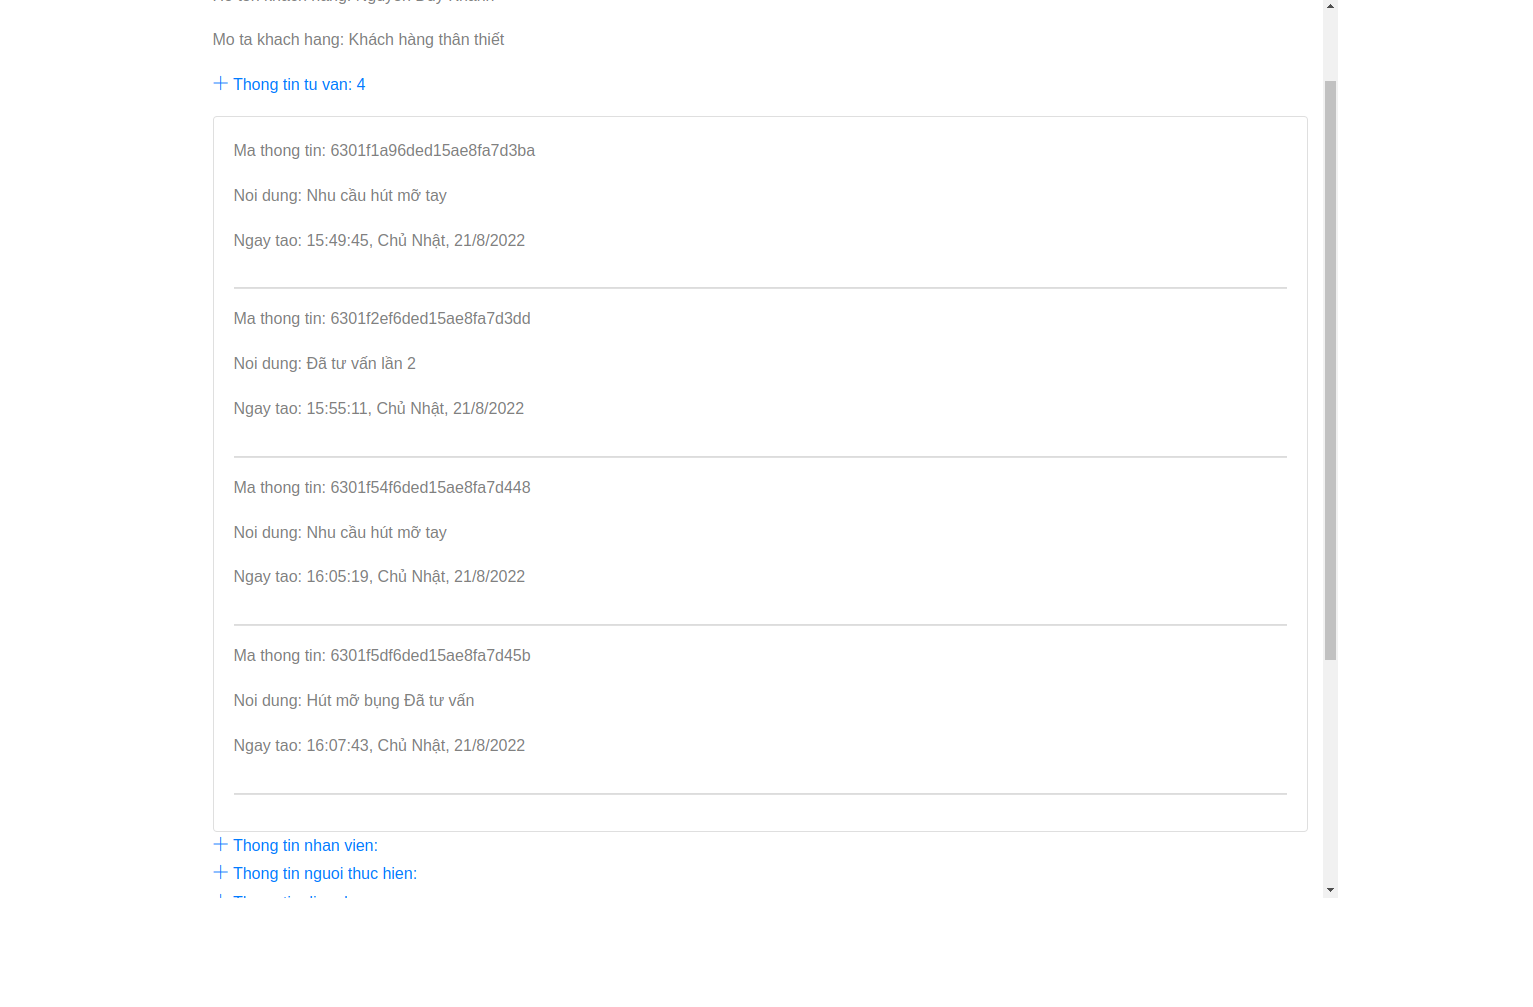 Mo ta khach hang: Khách hàng thân thiết
Thong tin tu van: 4
Ma thong tin: 6301f1a96ded15ae8fa7d3ba
Noi dung: Nhu cầu hút mỡ tay
Ngay tao: 15:49:45, Chủ Nhật, 21/8/2022
Ma thong tin: 6301f2ef6ded15ae8fa7d3dd
Noi dung: Đã tư vấn lần 2
Ngay tao: 15:55:11, Chủ Nhật, 21/8/2022
Ma thong tin: 6301f54f6ded15ae8fa7d448
Noi dung: Nhu cầu hút mỡ tay
Ngay tao: 16:05:19, Chủ Nhật, 21/8/2022
Ma thong tin: 6301f5df6ded15ae8fa7d45b
Noi dung: Hút mỡ bụng Đã tư vấn
Ngay tao: 16:07:43, Chủ Nhật, 21/8/2022
Thong tin nhan vien:
Thong tin nguoi thuc hien: